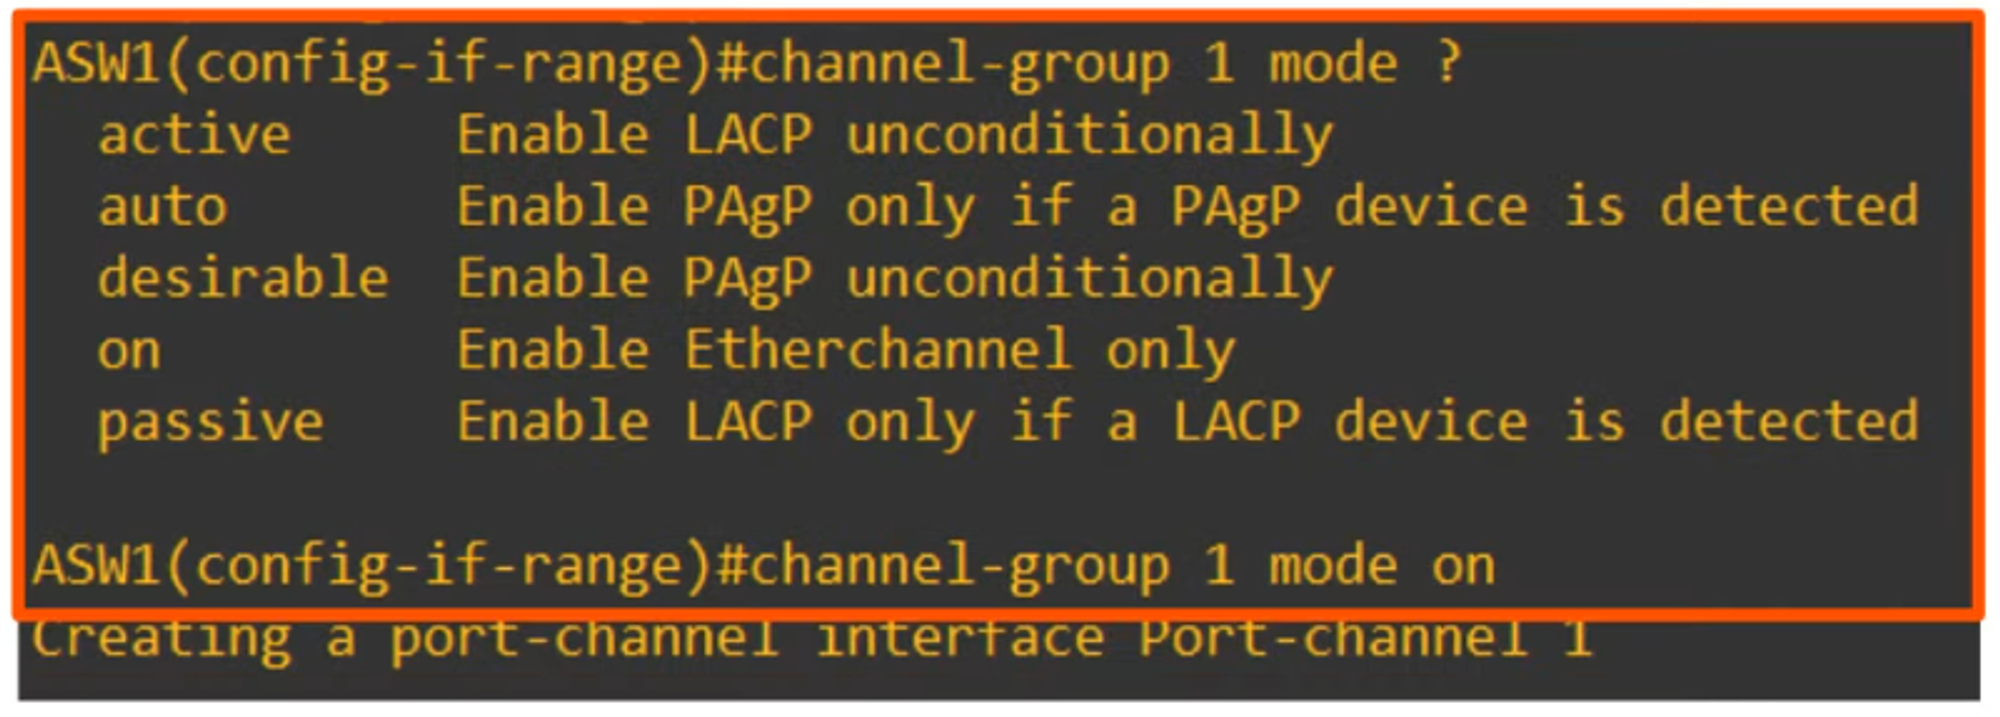 ASW1(config-if-range)#channel-group 1 mode ?
active Enable LACP unconditionally
auto Enable PAgP only if a PAgP device is detected
desirable Enable PAgP unconditionally
on Enable Etherchannel only
passive Enable LACP only if a LACP device is detected
ASW1(config-if-range)#channel-group 1 mode on
Creating a port-channel interface Port-channel 1